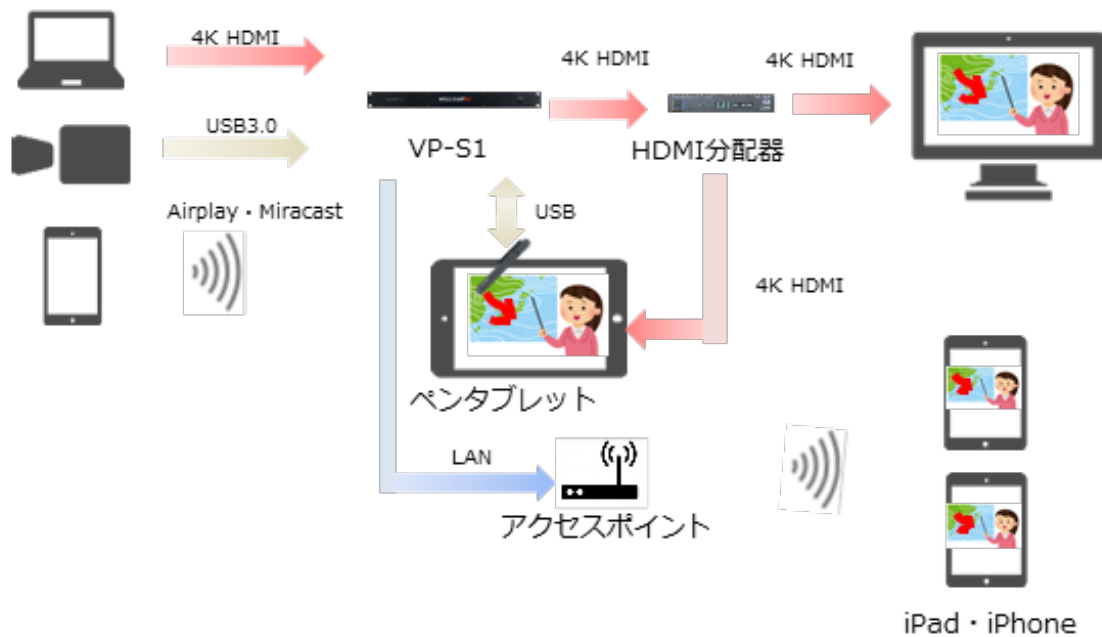 4K HDMI
4K HDMI
4K HDMI
USB3.0
VP-S1
HDMI分配器
Airplay・Miracast
USB
4K HDMI
ペンタブレット
LAN
アクセスポイント
iPad・iPhone